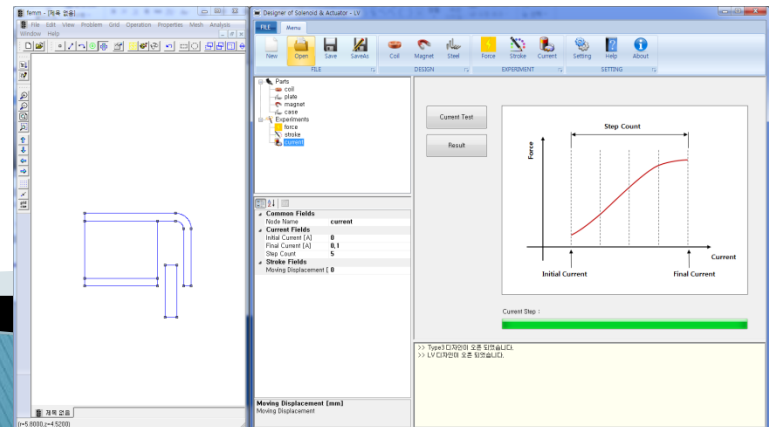 femm - [제목 없음]
File Edit View Problem Grid Operation Properties Mesh Analysis
Window Help
제목 없음
(r=5.8000,z=4.5200)
Designer of Solenoid & Actuator - LV
FILE Menu
New Open Save SaveAs Coil Magnet Steel Force Stroke Current Setting Help About
FILE DESIGN EXPERIMENT SETTING
Parts
coil
plate
magnet
case
Experiments
force
stroke
current
Common Fields
Node Name current
Current Fields
Initial Current [A] 0
Final Current [A] 0,1
Step Count 5
Stroke Fields
Moving Displacement [ 0
Moving Displacement [mm]
Moving Displacement
Current Test
Result
Step Count
Force
Current
Initial Current
Final Current
Current Step :
>> Type3 디자인이 오픈 되었습니다,
>> LV 디자인이 오픈 되었습니다,